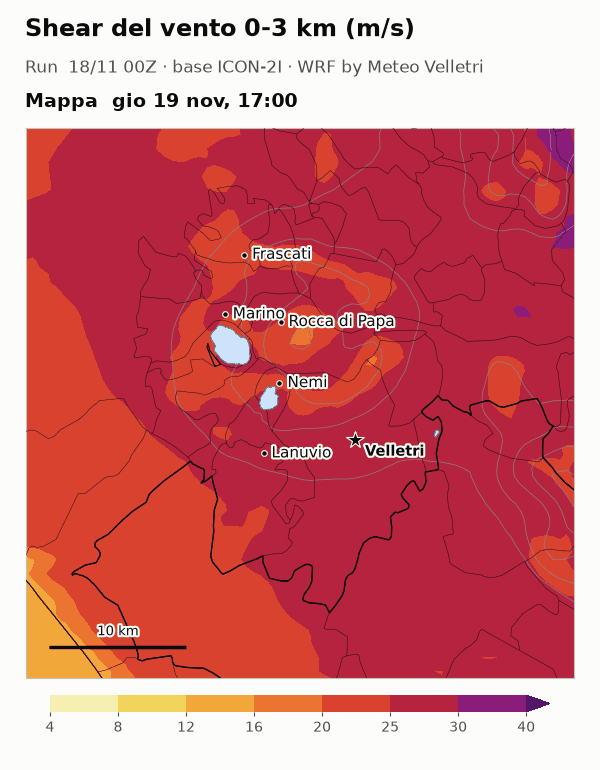 Shear del vento 0-3 km (m/s)
Run  18/11 00Z · base ICON-2I · WRF by Meteo Velletri
Mappa  gio 19 nov, 17:00
Frascati
Marino
Rocca di Papa
Nemi
Velletri
Lanuvio
10 km
4 8 12 16 20 25 30 40